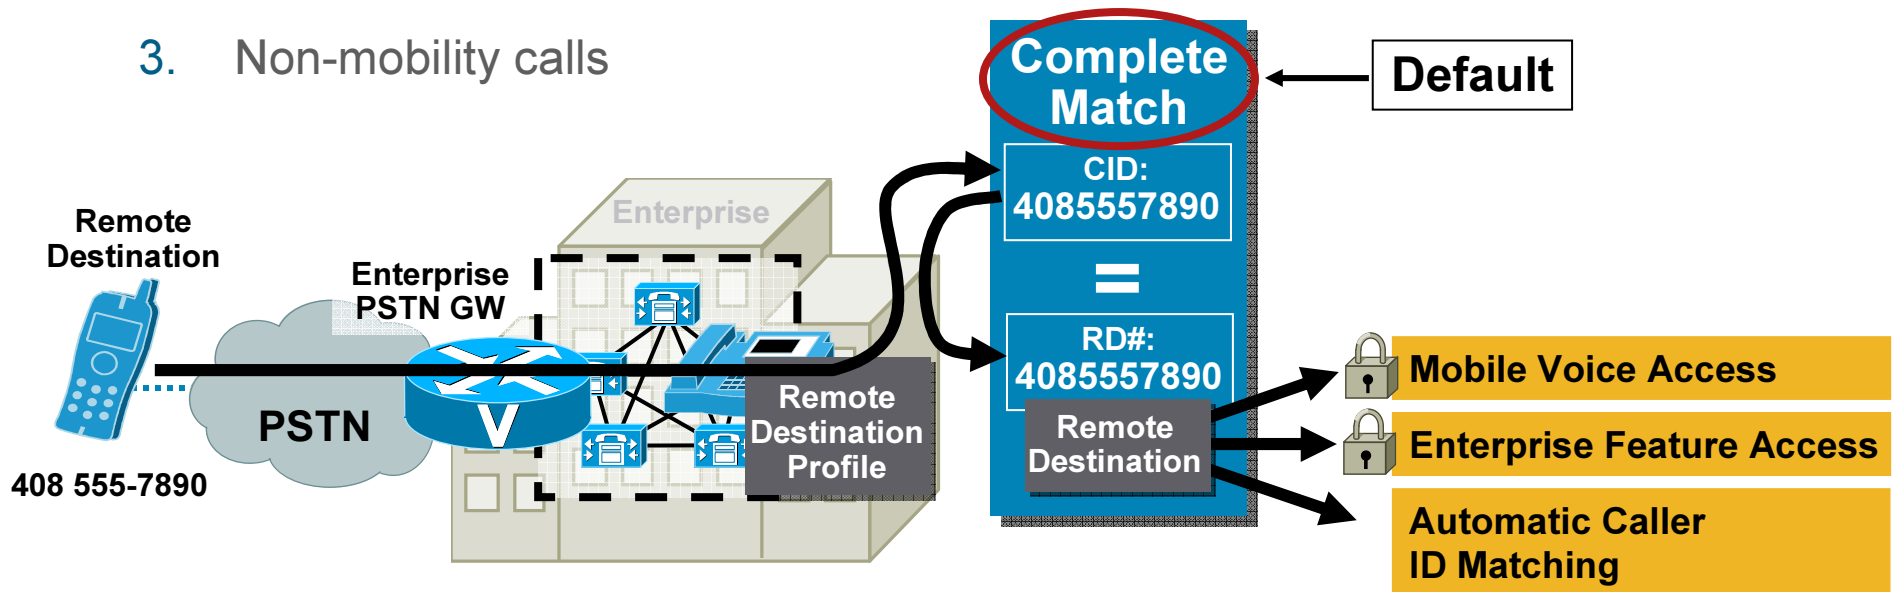 3. Non-mobility calls
Complete
Match
Default
CID:
4085557890
=
RD#:
4085557890
Remote
Destination
Enterprise
Remote
Destination
Enterprise
PSTN GW
PSTN
V
408 555-7890
Remote
Destination
Profile
Mobile Voice Access
Enterprise Feature Access
Automatic Caller
ID Matching